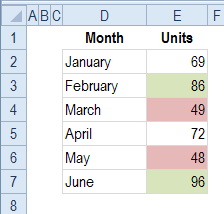 A B C D E F
1 Month Units
2 January 69
3 February 86
4 March 49
5 April 72
6 May 48
7 June 96
8